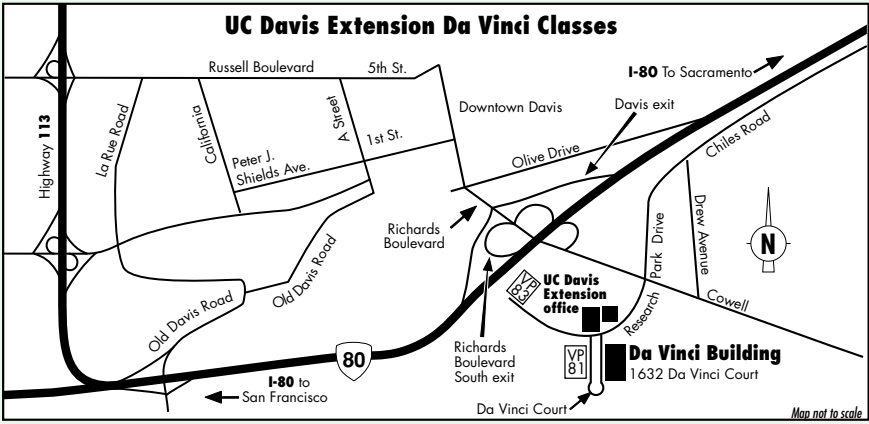 UC Davis Extension Da Vinci Classes
Russell Boulevard
5th St.
I-80 To Sacramento
Downtown Davis
Davis exit
Highway 113
La Rue Road
California
A Street
1st St.
Peter J.
Shields Ave.
Olive Drive
Chiles Road
Richards
Boulevard
Park Drive
Drew Avenue
N
Old Davis Road
Old Davis Road
VP
83
UC Davis
Extension
office
Research
Cowell
Richards
Boulevard
South exit
VP
81
Da Vinci Building
1632 Da Vinci Court
80
I-80 to
San Francisco
Da Vinci Court
Map not to scale